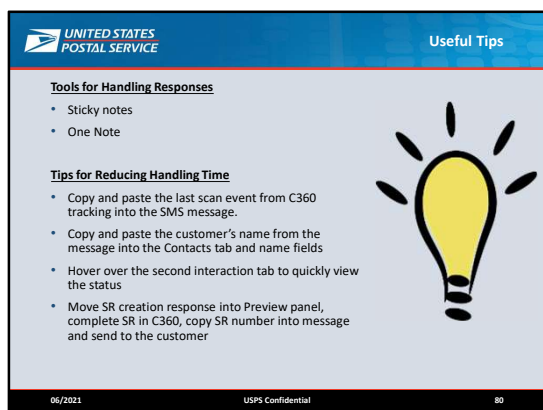 UNITED STATES
POSTAL SERVICE
Useful Tips
Tools for Handling Responses
• Sticky notes
• One Note
Tips for Reducing Handling Time
• Copy and paste the last scan event from C360
tracking into the SMS message.
• Copy and paste the customer's name from the
message into the Contacts tab and name fields
• Hover over the second interaction tab to quickly view
the status
• Move SR creation response into Preview panel,
complete SR in C360, copy SR number into message
and send to the customer
06/2021
USPS Confidential
80